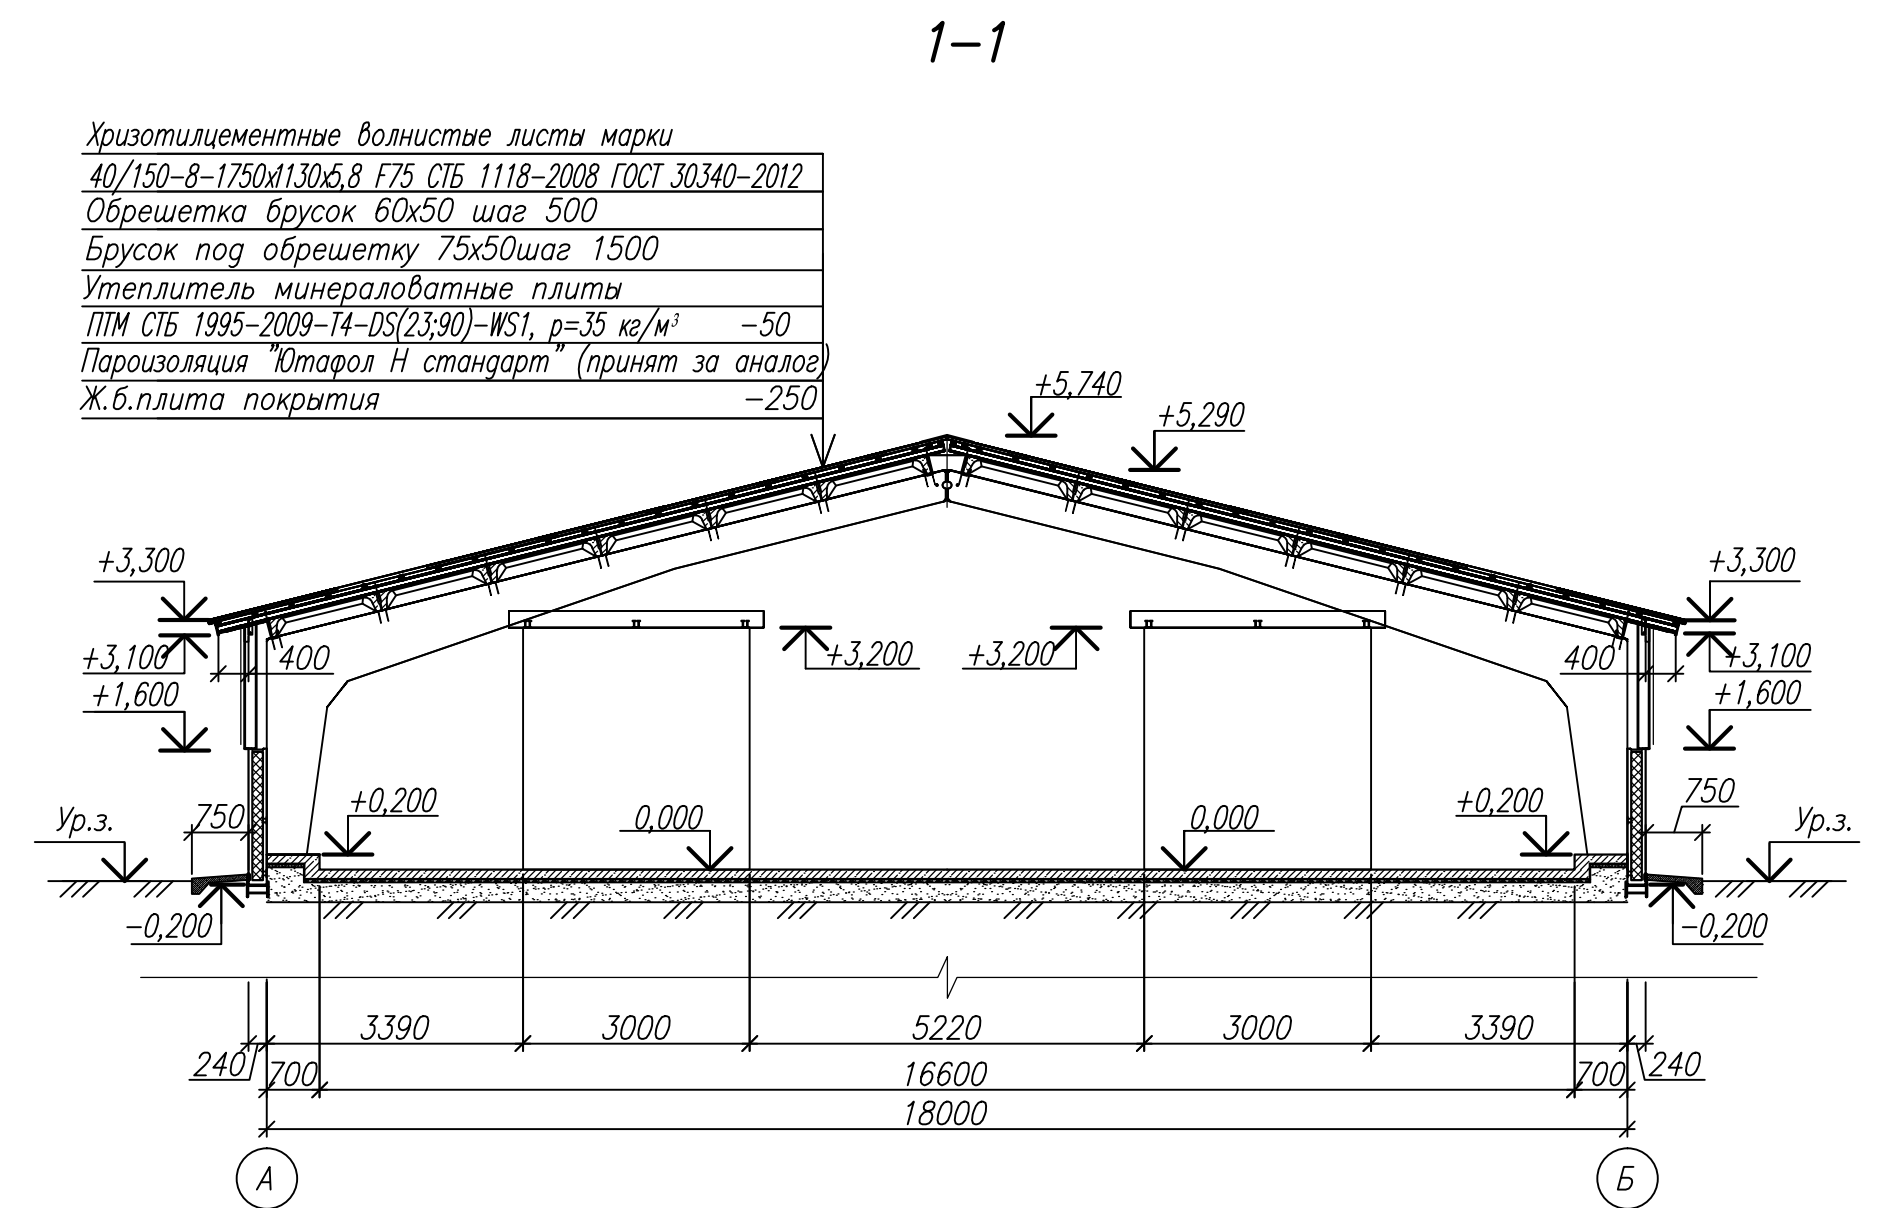 1-1
Хризотилцементные волнистые листы марки
40/150-8-1750х1130х5,8 F75 СТБ 1118-2008 ГОСТ 30340-2012
Обрешетка брусок 60х50 шаг 500
Брусок под обрешетку 75х50шаг 1500
Утеплитель минераловатные плиты
ПТМ СТБ 1995-2009-Т4-DS(23;90)-WS1, р=35 кг/м³ -50
Пароизоляция "Ютафол Н стандарт" (принят за аналог)
Ж.б.плита покрытия -250
+5,740
+5,290
+3,300 +3,300
+3,100 400 +3,200 +3,200 400 +3,100
+1,600 +1,600
750 +0,200 0,000 0,000 +0,200 750
Ур.з. Ур.з.
-0,200 -0,200
3390 3000 5220 3000 3390
240 700 16600 700 240
18000
А Б